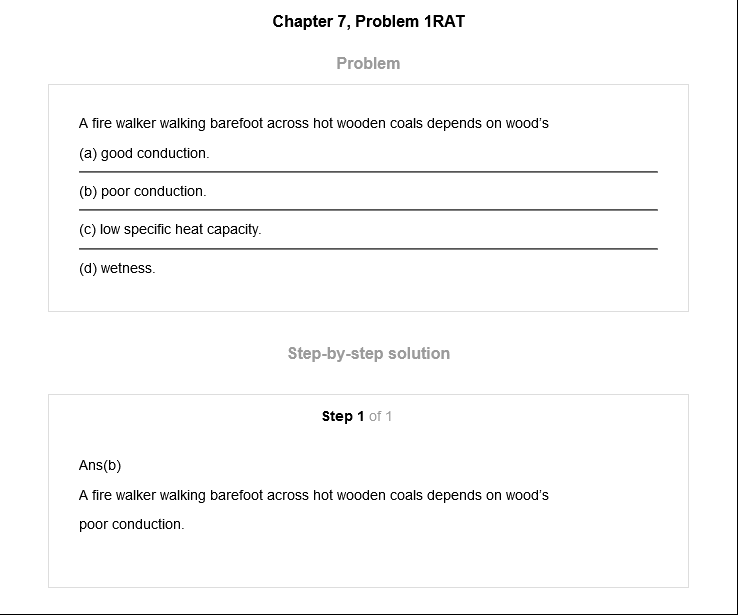 Chapter 7, Problem 1RAT
Problem
A fire walker walking barefoot across hot wooden coals depends on wood's
(a) good conduction.
(b) poor conduction.
(c) low specific heat capacity.
(d) wetness.
Step-by-step solution
Step 1 of 1
Ans(b)
A fire walker walking barefoot across hot wooden coals depends on wood's
poor conduction.